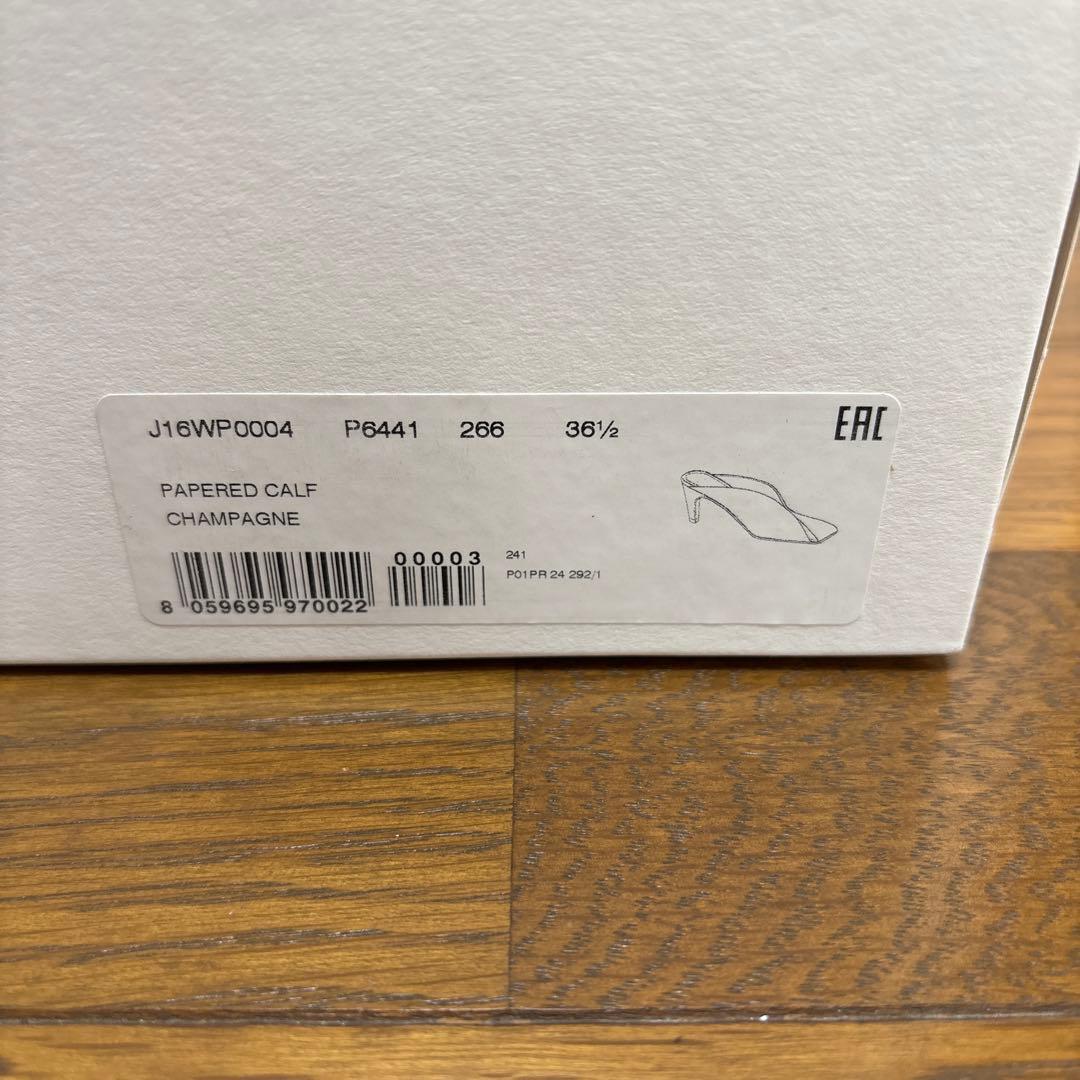 J16WP0004 P6441 266 36½ EAC
PAPERED CALF
CHAMPAGNE
00003 241
P01PR 24 292/1
8 059695 970022